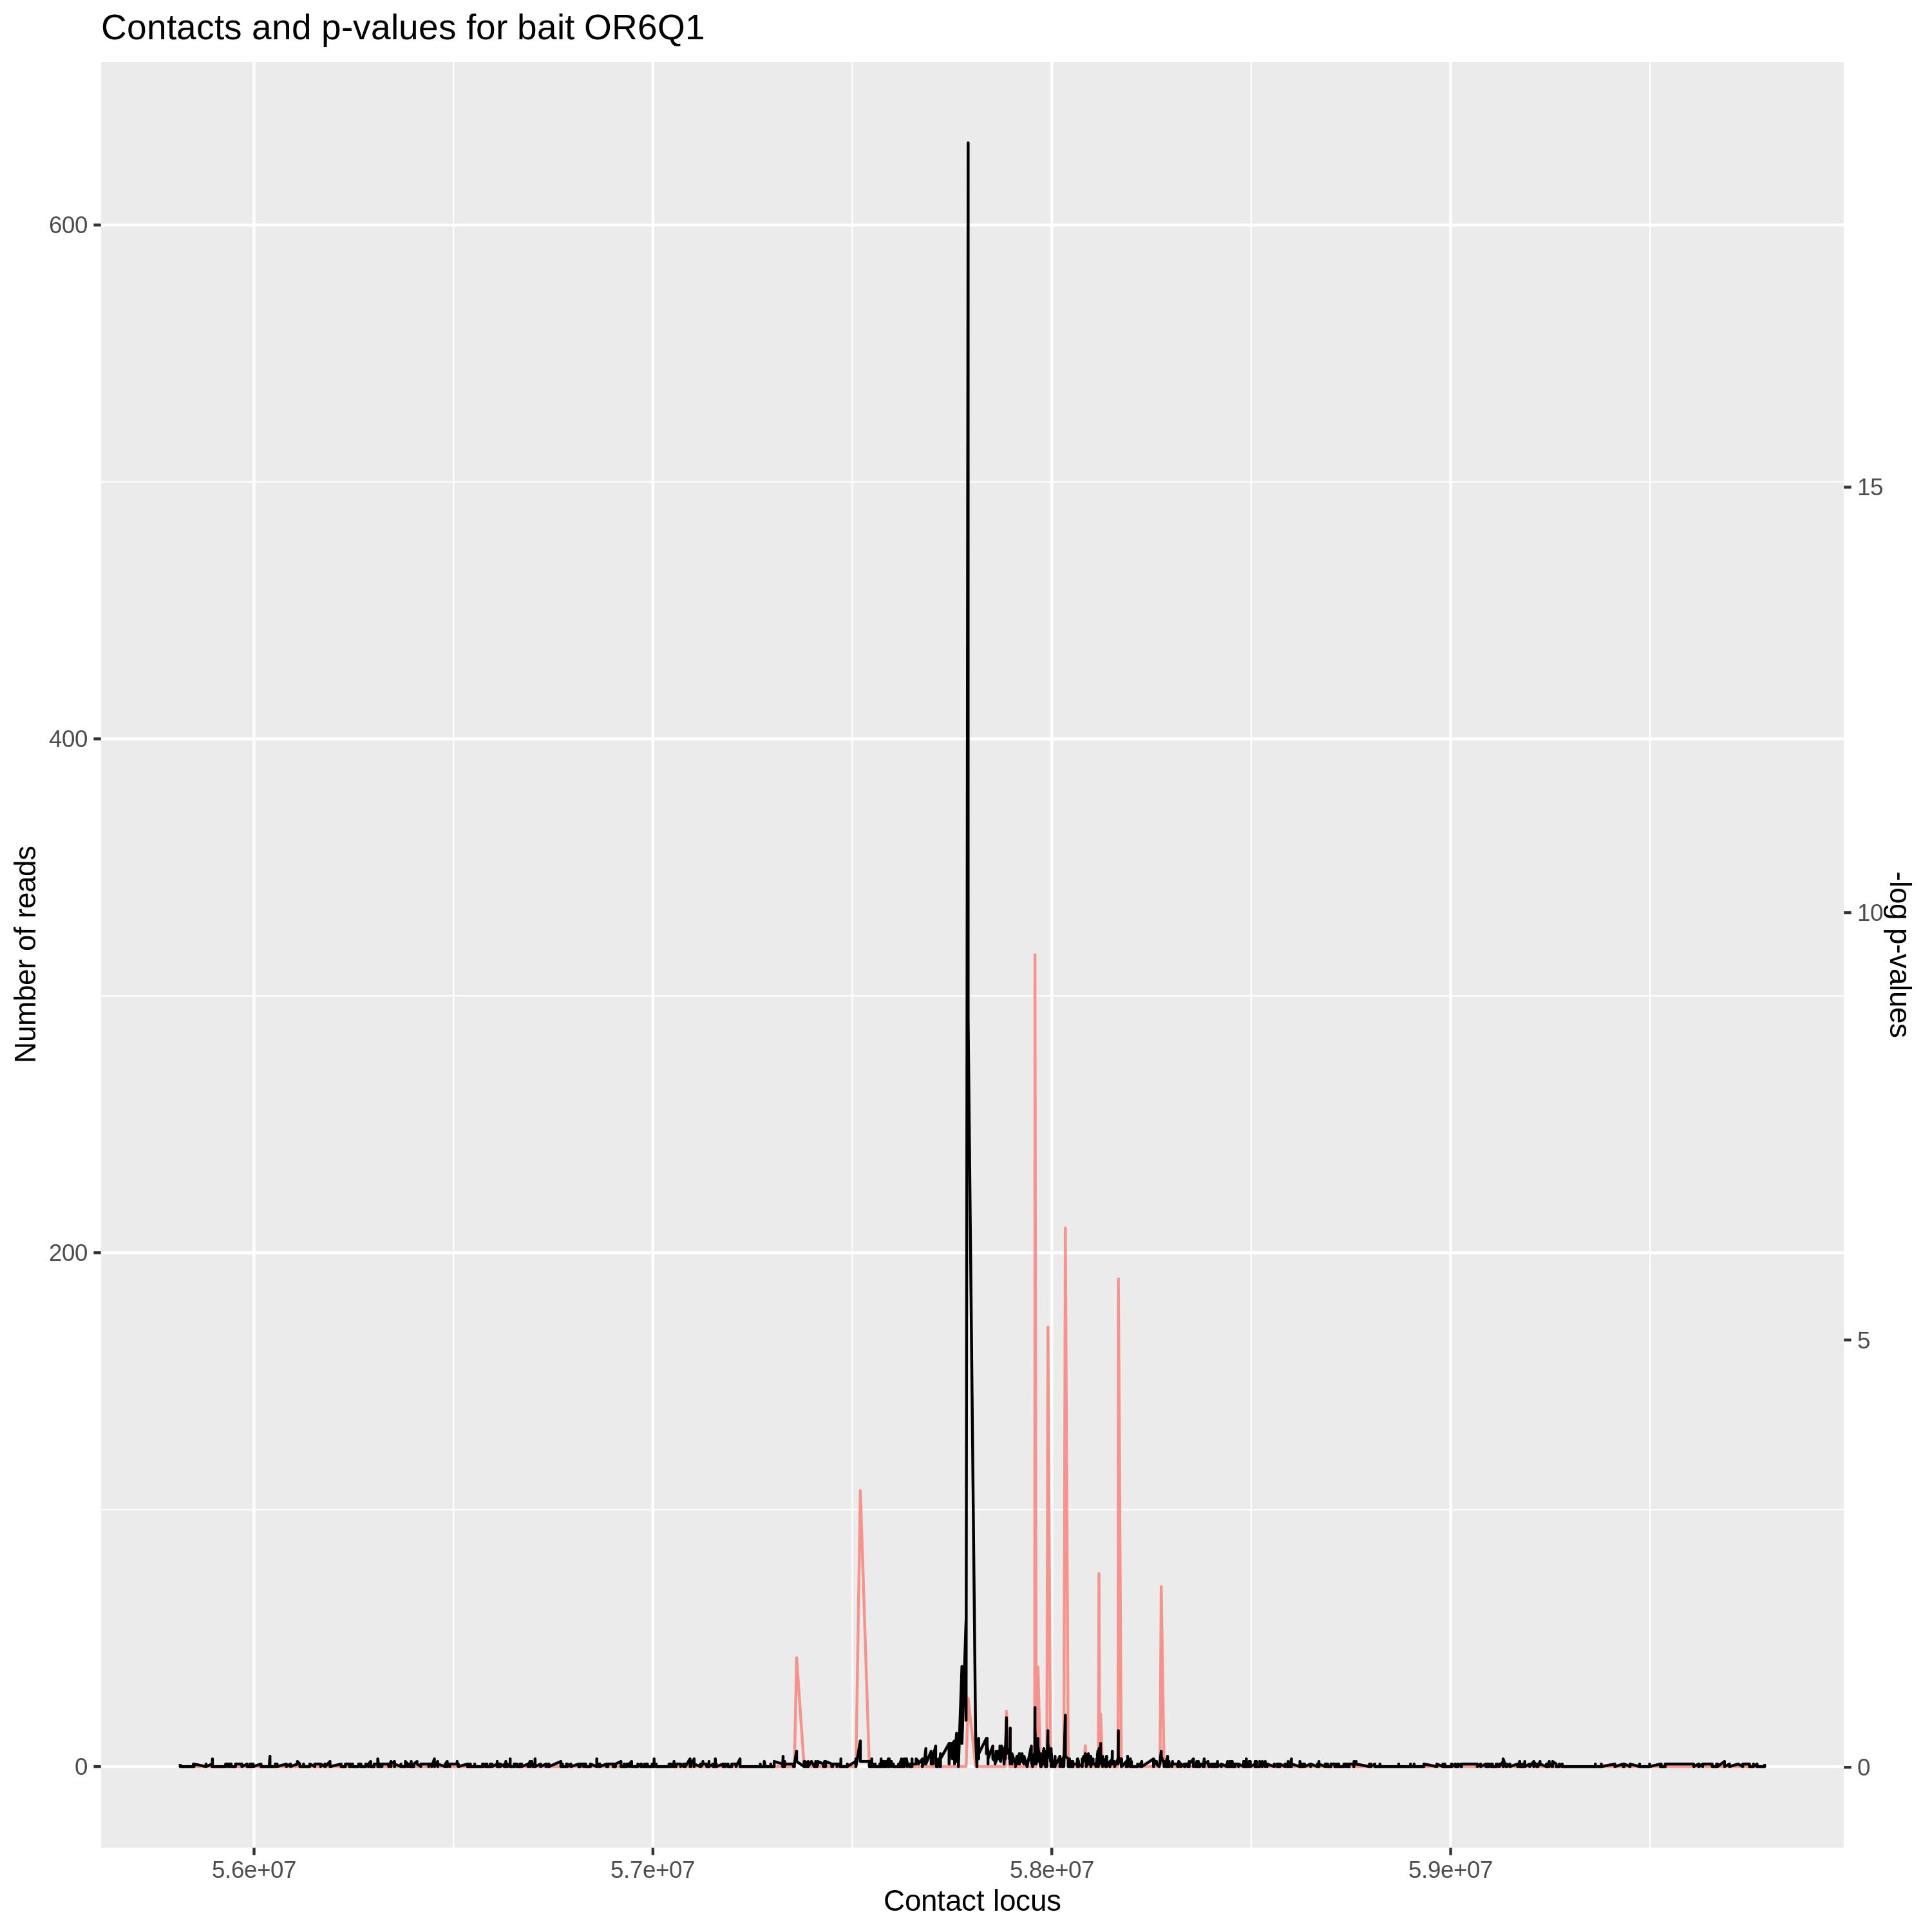 Contacts and p-values for bait OR6Q1
600
400
200
0
Number of reads
15
10
5
0
-log p-values
5.6e+07
5.7e+07
5.8e+07
5.9e+07
Contact locus